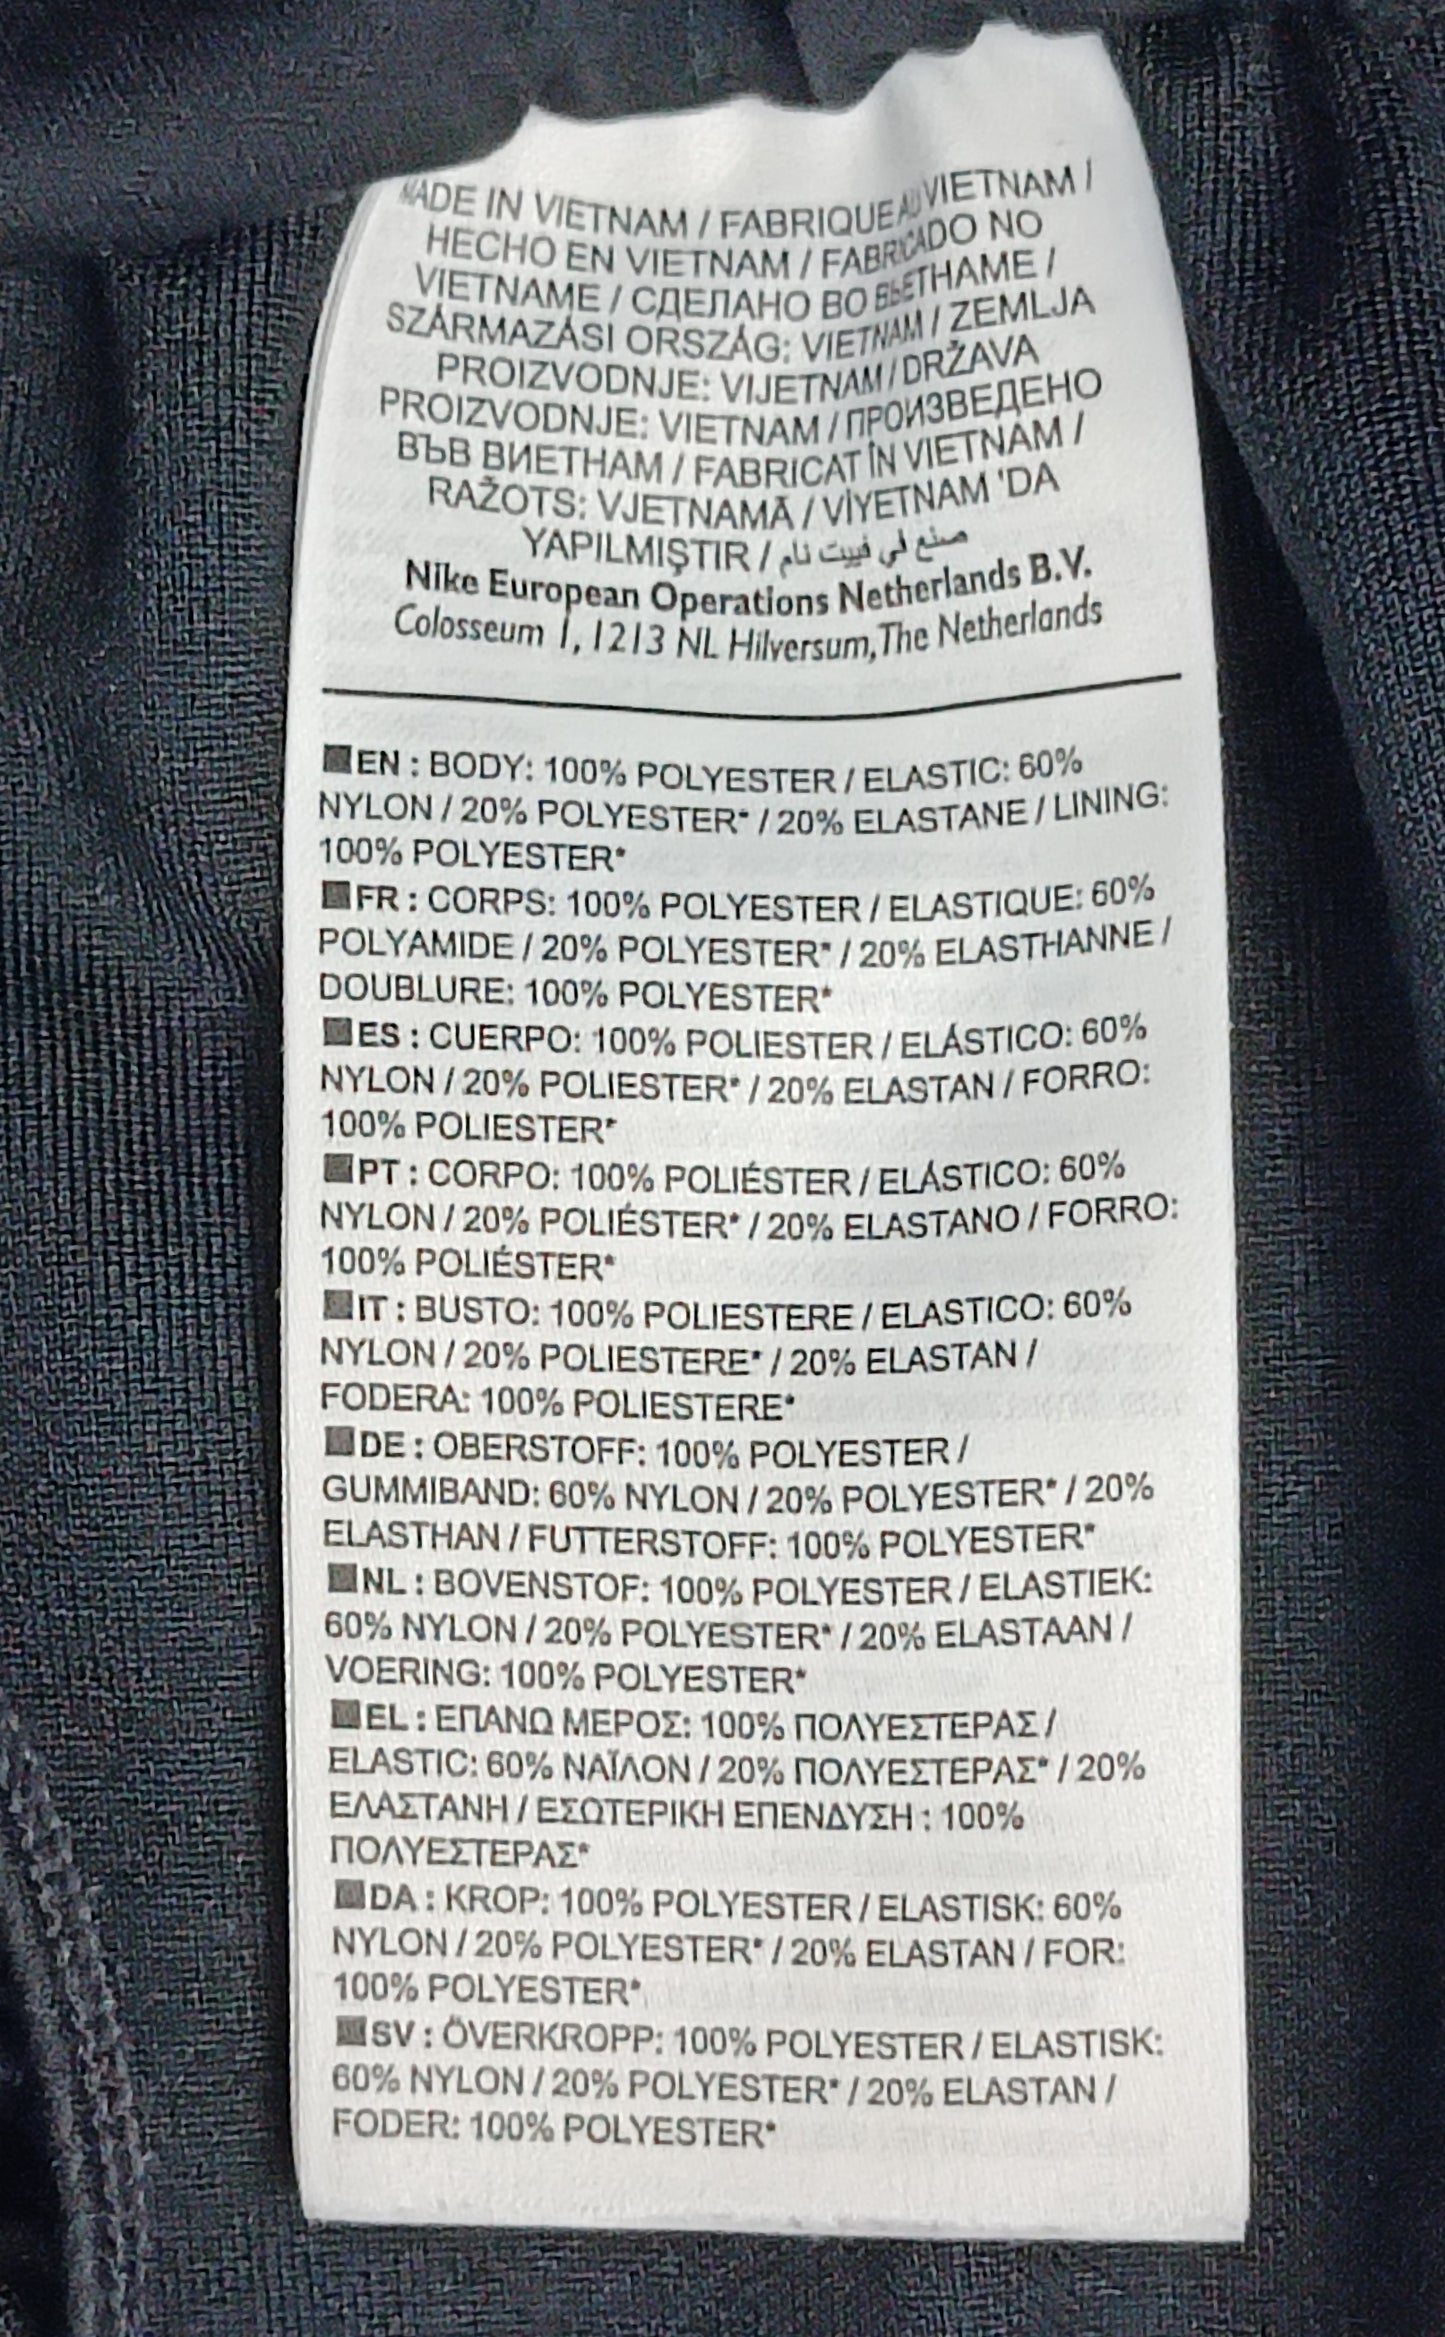 MADE IN VIETNAM / FABRIQUE AU VIETNAM /
HECHO EN VIETNAM / FABRICADO NO
VIETNAME / СДЕЛАНО ВО ВЬЕТНАМЕ /
SZÁRMAZÁSI ORSZÁG: VIETNAM / ZEMLJA
PROIZVODNJE: VIJETNAM / DRŽAVA
PROIZVODNJE: VIETNAM / ПРОИЗВЕДЕНО
ВЪВ ВИЕТНАМ / FABRICAT ÎN VIETNAM /
RAŽOTS: VJETNAMĀ / VİYETNAM 'DA
YAPILMIŞTIR / صنع في فييت نام
Nike European Operations Netherlands B.V.
Colosseum 1, 1213 NL Hilversum, The Netherlands
■EN : BODY: 100% POLYESTER / ELASTIC: 60%
NYLON / 20% POLYESTER* / 20% ELASTANE / LINING:
100% POLYESTER*
■FR : CORPS: 100% POLYESTER / ELASTIQUE: 60%
POLYAMIDE / 20% POLYESTER* / 20% ELASTHANNE /
DOUBLURE: 100% POLYESTER*
■ES : CUERPO: 100% POLIESTER / ELÁSTICO: 60%
NYLON / 20% POLIESTER* / 20% ELASTAN / FORRO:
100% POLIESTER*
■PT : CORPO: 100% POLIÉSTER / ELÁSTICO: 60%
NYLON / 20% POLIÉSTER* / 20% ELASTANO / FORRO:
100% POLIÉSTER*
■IT : BUSTO: 100% POLIESTERE / ELASTICO: 60%
NYLON / 20% POLIESTERE* / 20% ELASTAN /
FODERA: 100% POLIESTERE*
■DE : OBERSTOFF: 100% POLYESTER /
GUMMIBAND: 60% NYLON / 20% POLYESTER* / 20%
ELASTHAN / FUTTERSTOFF: 100% POLYESTER*
■NL : BOVENSTOF: 100% POLYESTER / ELASTIEK:
60% NYLON / 20% POLYESTER* / 20% ELASTAAN /
VOERING: 100% POLYESTER*
■EL : ΕΠΑΝΩ ΜΕΡΟΣ: 100% ΠΟΛΥΕΣΤΕΡΑΣ /
ELASTIC: 60% ΝΑΪΛΟΝ / 20% ΠΟΛΥΕΣΤΕΡΑΣ* / 20%
ΕΛΑΣΤΑΝΗ / ΕΣΩΤΕΡΙΚΗ ΕΠΕΝΔΥΣΗ : 100%
ΠΟΛΥΕΣΤΕΡΑΣ*
■DA : KROP: 100% POLYESTER / ELASTISK: 60%
NYLON / 20% POLYESTER* / 20% ELASTAN / FOR:
100% POLYESTER*
■SV : ÖVERKROPP: 100% POLYESTER / ELASTISK:
60% NYLON / 20% POLYESTER* / 20% ELASTAN /
FODER: 100% POLYESTER*